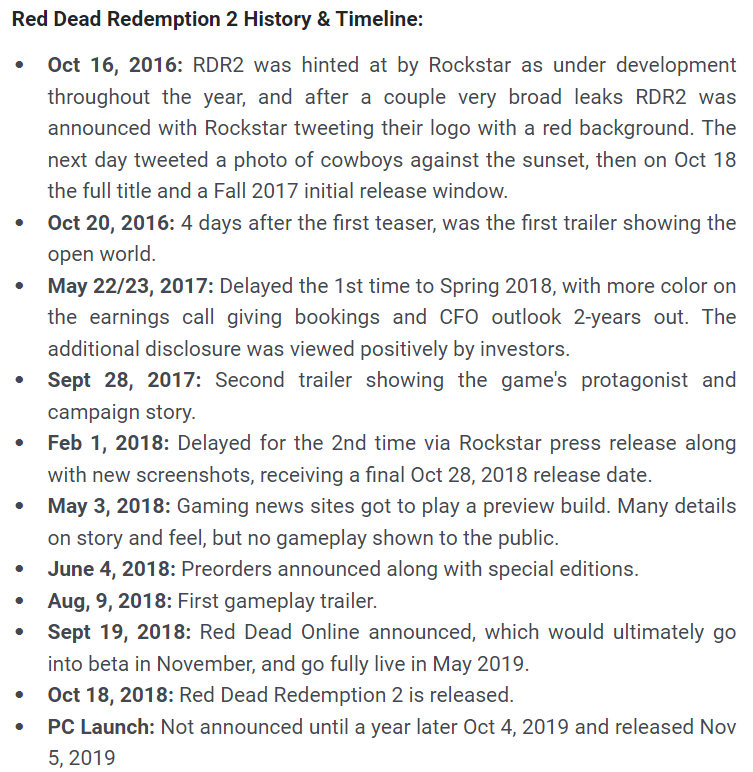 Red Dead Redemption 2 History & Timeline:
• Oct 16, 2016: RDR2 was hinted at by Rockstar as under development
throughout the year, and after a couple very broad leaks RDR2 was
announced with Rockstar tweeting their logo with a red background. The
next day tweeted a photo of cowboys against the sunset, then on Oct 18
the full title and a Fall 2017 initial release window.
• Oct 20, 2016: 4 days after the first teaser, was the first trailer showing the
open world.
• May 22/23, 2017: Delayed the 1st time to Spring 2018, with more color on
the earnings call giving bookings and CFO outlook 2-years out. The
additional disclosure was viewed positively by investors.
• Sept 28, 2017: Second trailer showing the game's protagonist and
campaign story.
• Feb 1, 2018: Delayed for the 2nd time via Rockstar press release along
with new screenshots, receiving a final Oct 28, 2018 release date.
• May 3, 2018: Gaming news sites got to play a preview build. Many details
on story and feel, but no gameplay shown to the public.
• June 4, 2018: Preorders announced along with special editions.
• Aug, 9, 2018: First gameplay trailer.
• Sept 19, 2018: Red Dead Online announced, which would ultimately go
into beta in November, and go fully live in May 2019.
• Oct 18, 2018: Red Dead Redemption 2 is released.
• PC Launch: Not announced until a year later Oct 4, 2019 and released Nov
5, 2019